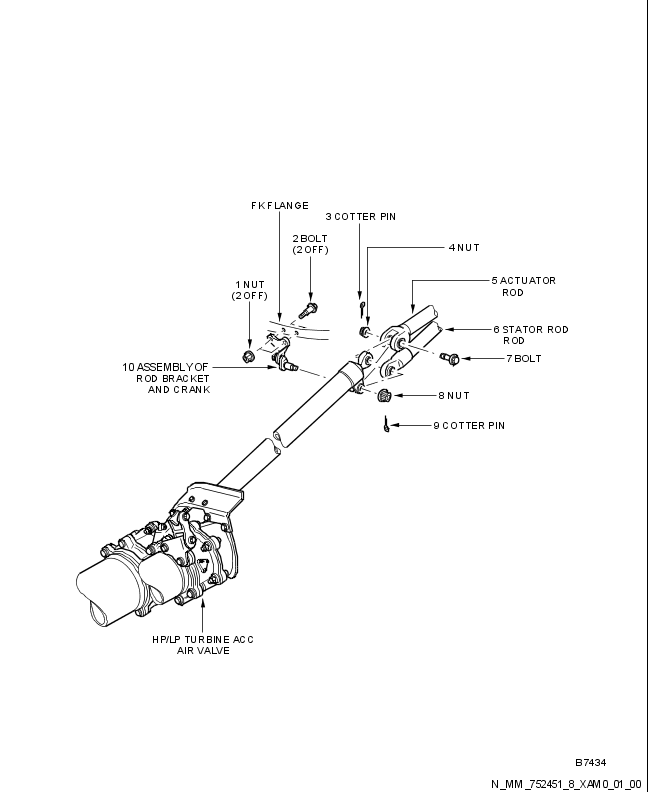 FK FLANGE
3 COTTER PIN
2 BOLT
(2 OFF)
4 NUT
1 NUT
(2 OFF)
5 ACTUATOR
ROD
6 STATOR ROD
ROD
7 BOLT
10 ASSEMBLY OF
ROD BRACKET
AND CRANK
8 NUT
9 COTTER PIN
HP/LP TURBINE ACC
AIR VALVE
B7434
N_MM_752451_8_XAM0_01_00